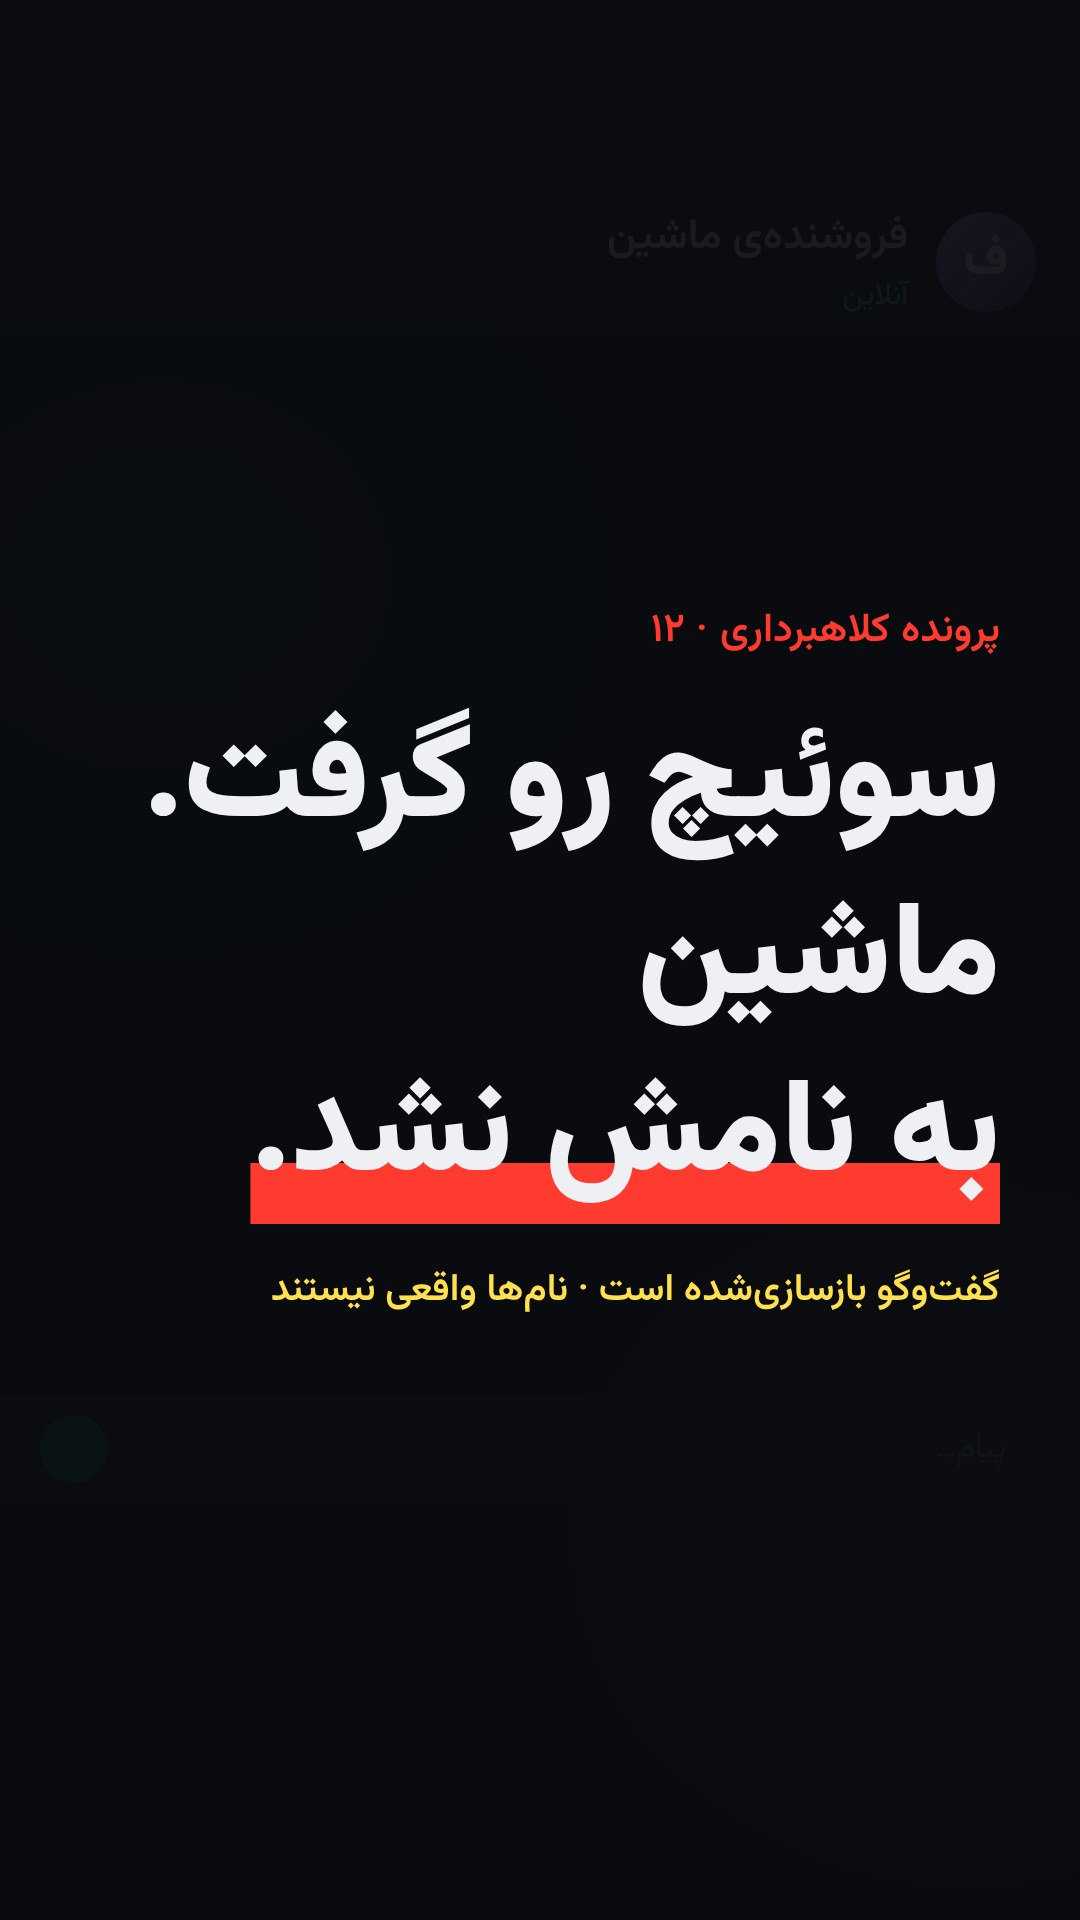 فروشنده‌ی ماشین
ف
آنلاین
پرونده کلاهبرداری · ۱۲
سوئیچ رو گرفت.
ماشین
به نامش نشد.
گفت‌وگو بازسازی‌شده است · نام‌ها واقعی نیستند
پیام...